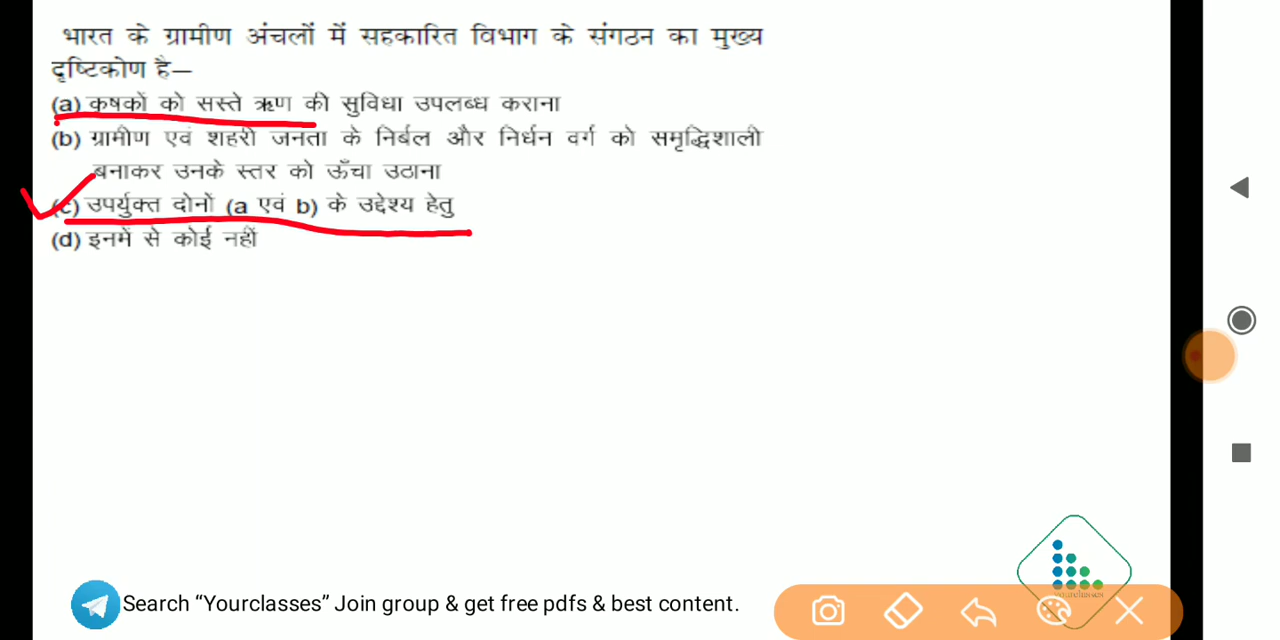 भारत के ग्रामीण अंचलों में सहकारित विभाग के संगठन का मुख्य
दृष्टिकोण है—
(a) कृषकों को सस्ते ऋण की सुविधा उपलब्ध कराना
(b) ग्रामीण एवं शहरी जनता के निर्बल और निर्धन वर्ग को समृद्धिशाली
बनाकर उनके स्तर को ऊँचा उठाना
(c) उपर्युक्त दोनों (a एवं b) के उद्देश्य हेतु
(d) इनमें से कोई नहीं
yourclasses
Search “Yourclasses” Join group & get free pdfs & best content.